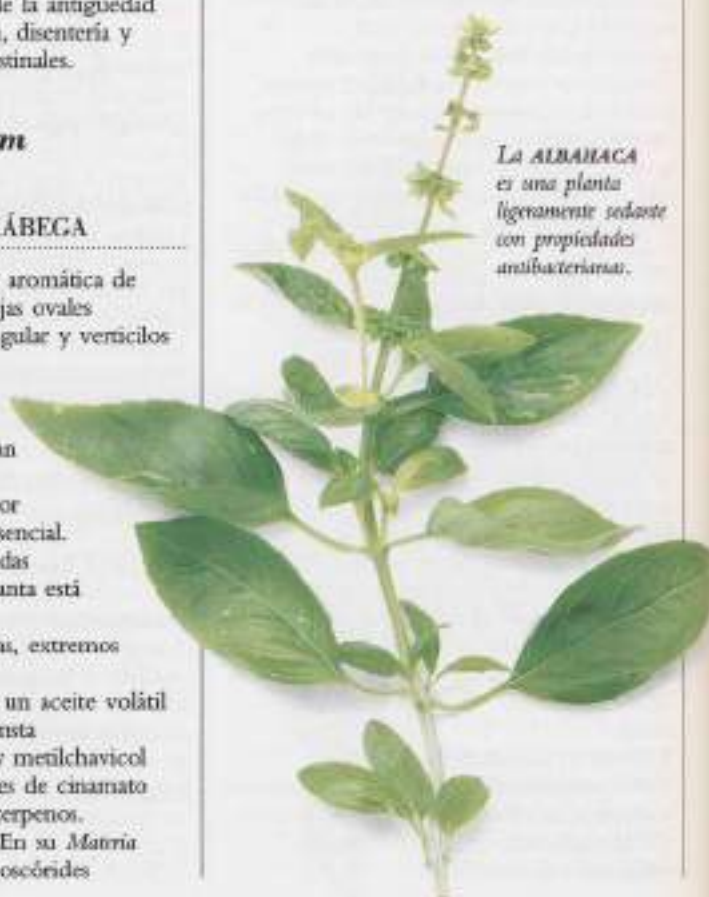 de la antigüedad
, disentería y
stinales.
m
ÁBEGA
aromática de
jas ovales
gular y verticilos
an
or
sencial.
das
anta está
as, extremos
un aceite volátil
nsta
y metilchavicol
es de cinamato
terpenos.
En su Materia
oscórides
La ALBAHACA
es una planta
ligeramente sedante
con propiedades
antibacterianas.